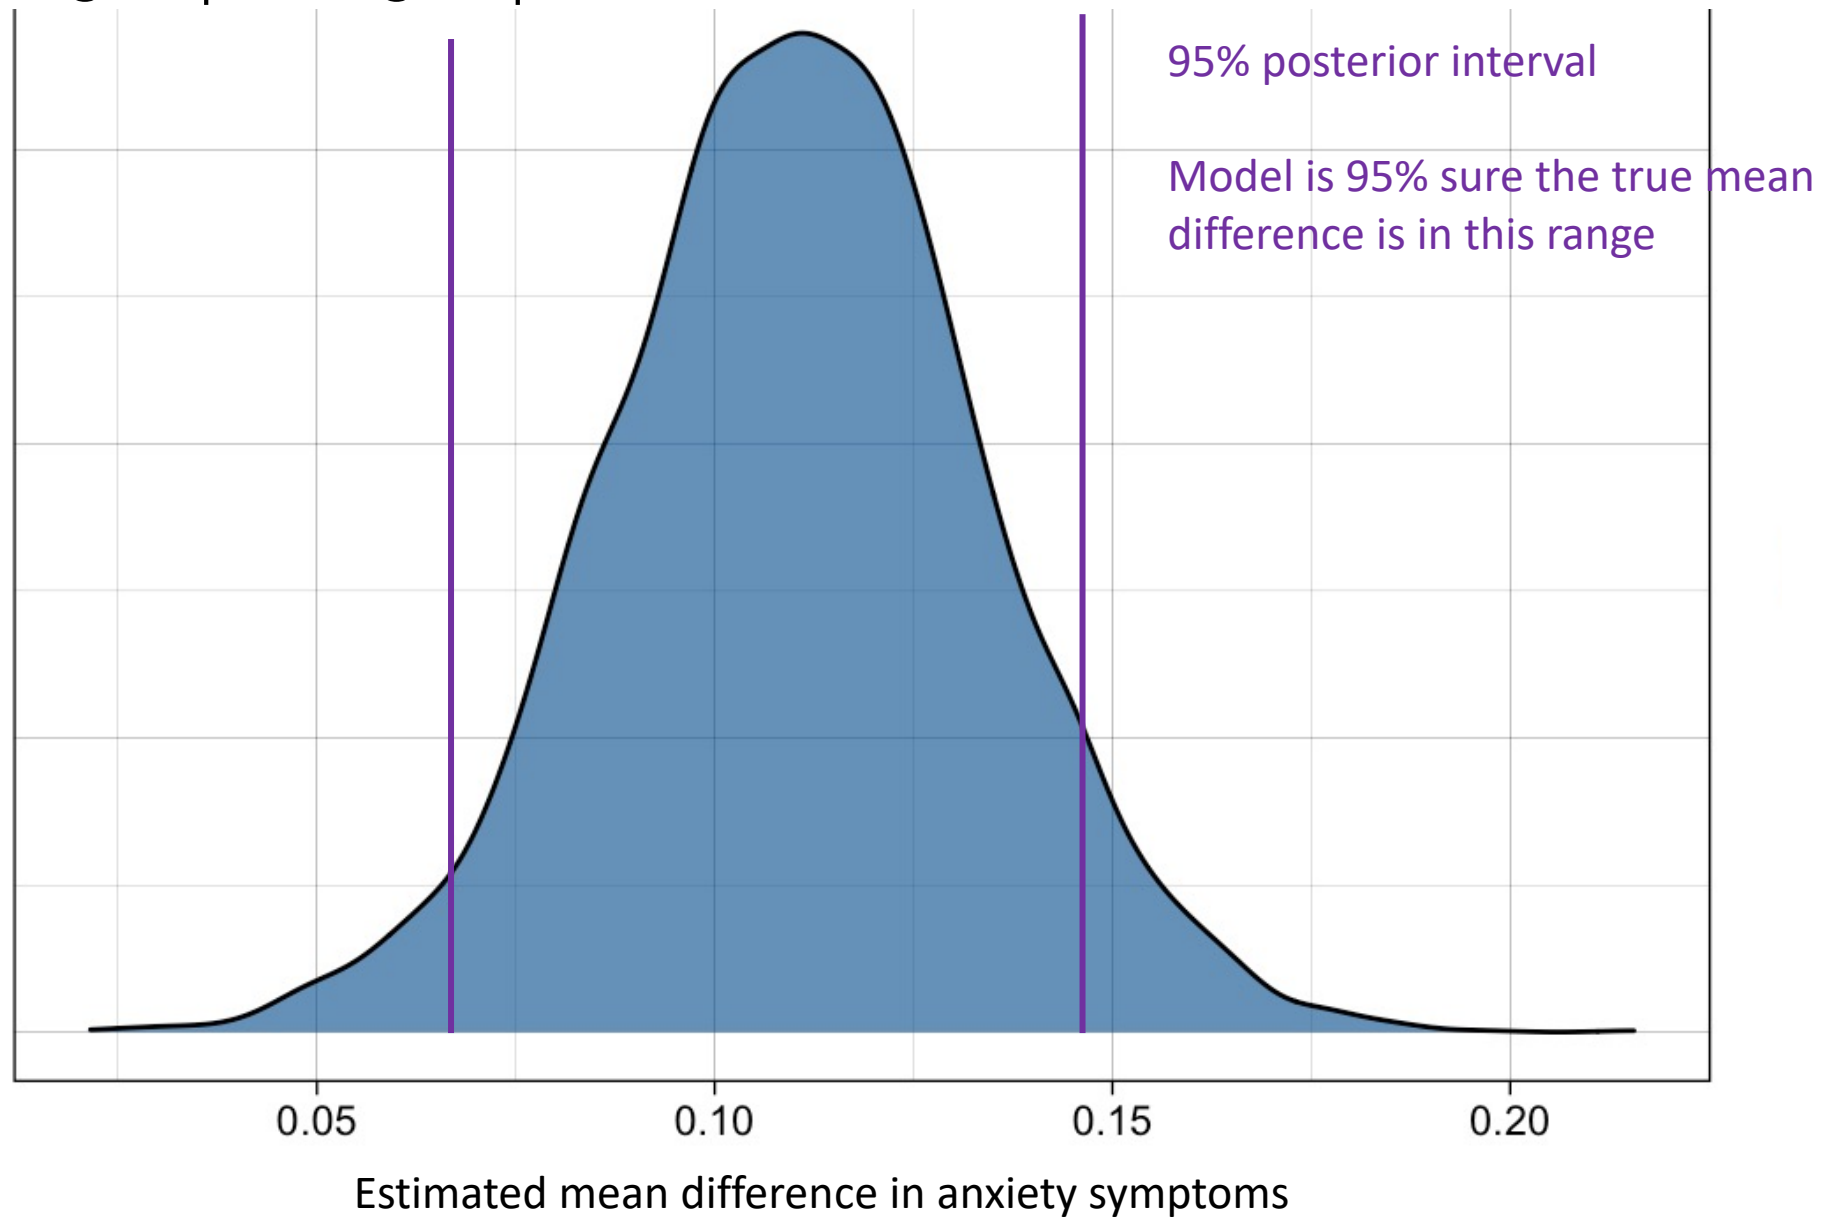 95% posterior interval
Model is 95% sure the true mean
difference is in this range
0.05 0.10 0.15 0.20
Estimated mean difference in anxiety symptoms